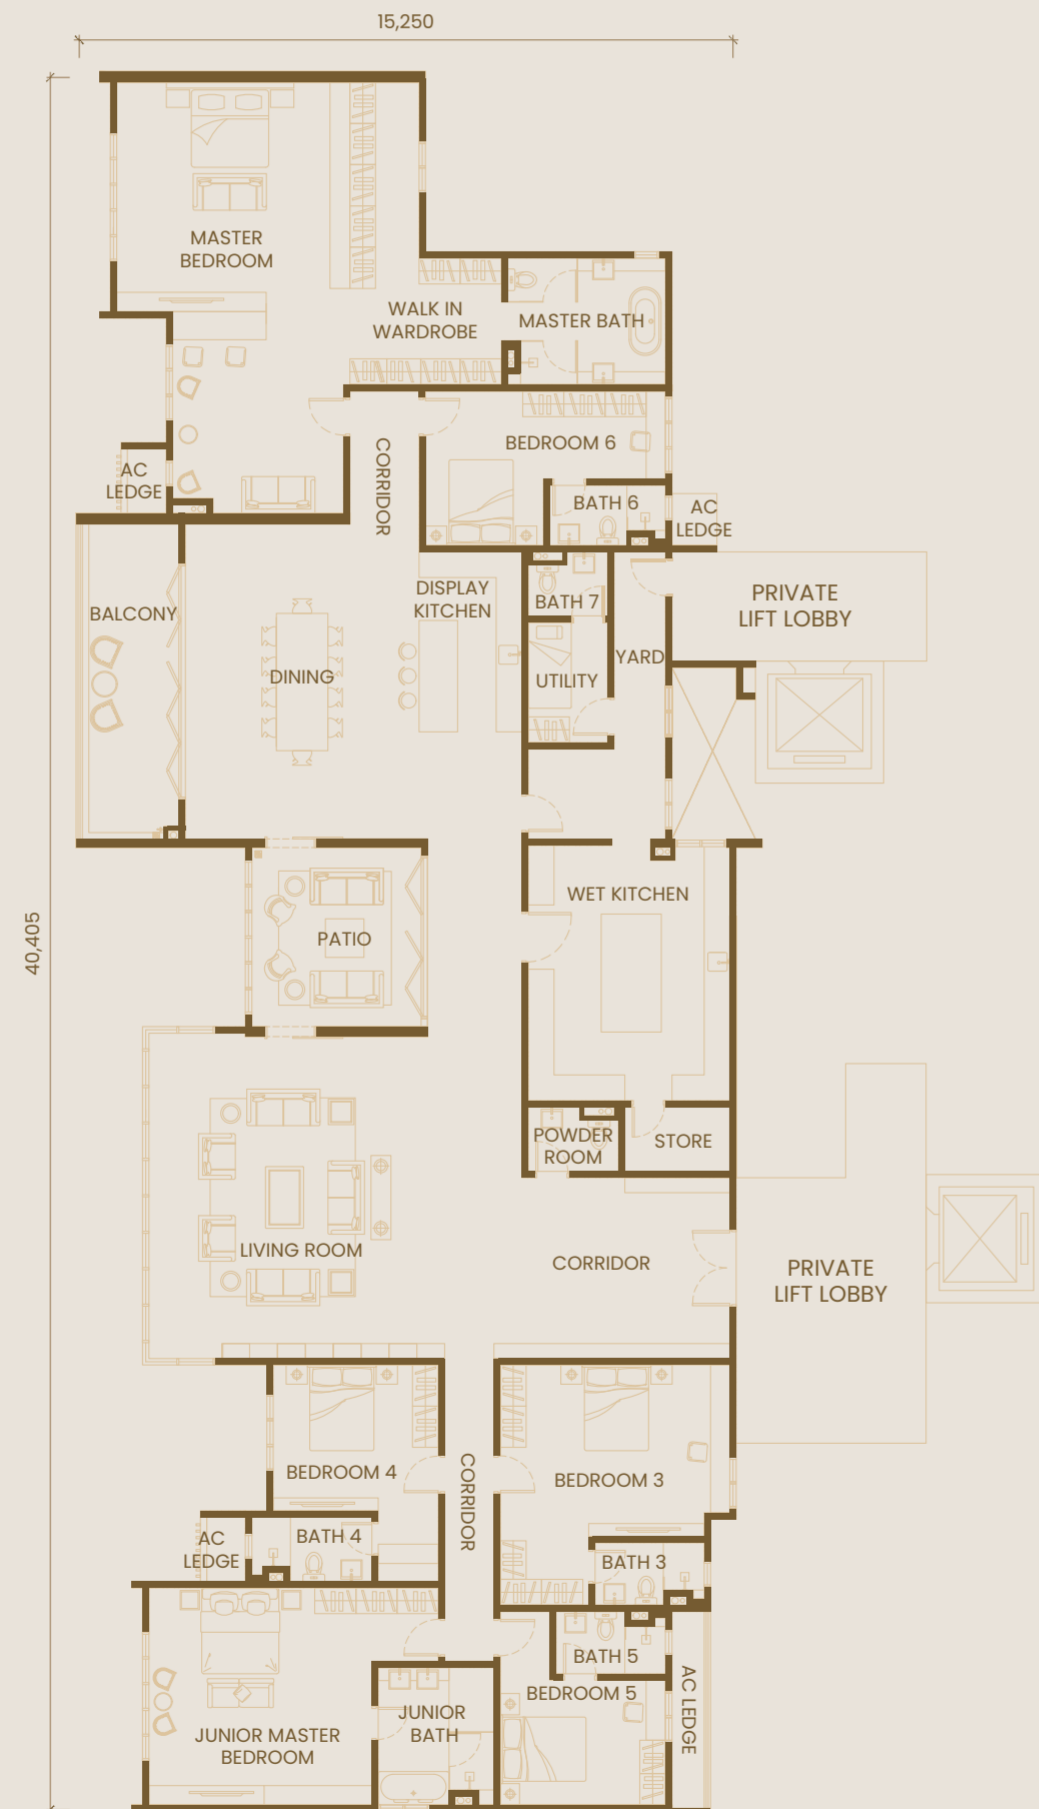 15,250
MASTER
BEDROOM
WALK IN
WARDROBE
MASTER BATH
CORRIDOR
BEDROOM 6
AC
LEDGE
BATH 6
AC
LEDGE
BALCONY
DISPLAY
KITCHEN
BATH 7
PRIVATE
LIFT LOBBY
DINING
UTILITY
YARD
40,405
PATIO
WET KITCHEN
POWDER
ROOM
STORE
LIVING ROOM
CORRIDOR
PRIVATE
LIFT LOBBY
BEDROOM 4
CORRIDOR
BEDROOM 3
AC
LEDGE
BATH 4
BATH 3
BATH 5
BEDROOM 5
AC LEDGE
JUNIOR MASTER
BEDROOM
JUNIOR
BATH